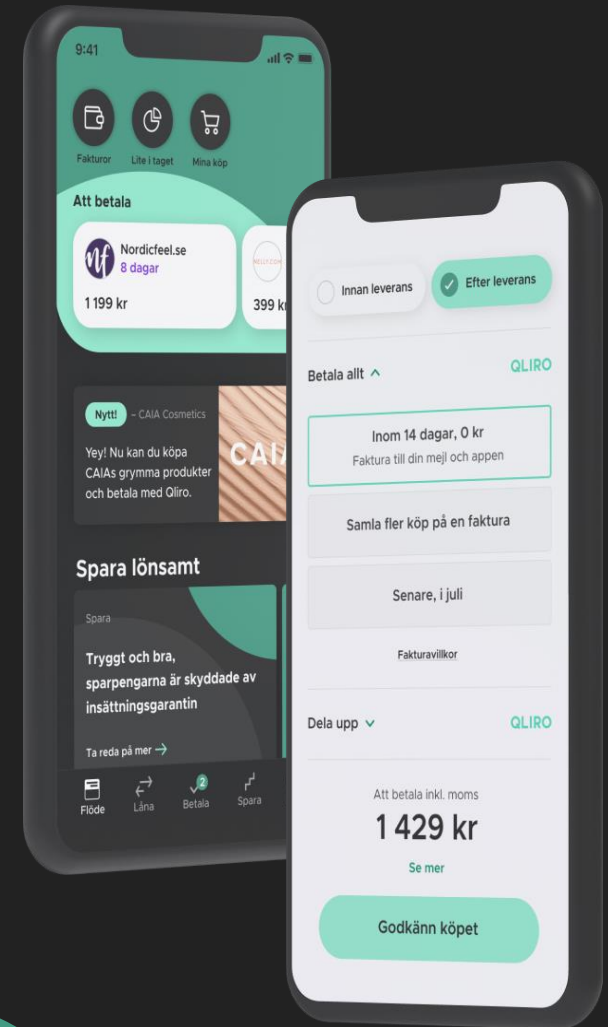 9:41
Fakturor
Lite i taget
Mina köp
Att betala
nf
Nordicfeel.se
8 dagar
1 199 kr
399 k
Nytt!
– CAIA Cosmetics
Yey! Nu kan du köpa
CAIAs grymma produkter
och betala med Qliro.
CAIA
Spara lönsamt
Spara
Tryggt och bra,
sparpengarna är skyddade av
insättningsgarantin
Ta reda på mer →
Flöde
Låna
2
Betala
Spara
Innan leverans
Efter leverans
Betala allt
QLIRO
Inom 14 dagar, 0 kr
Faktura till din mejl och appen
Samla fler köp på en faktura
Senare, i juli
Fakturavillkor
Dela upp
QLIRO
Att betala inkl. moms
1 429 kr
Se mer
Godkänn köpet